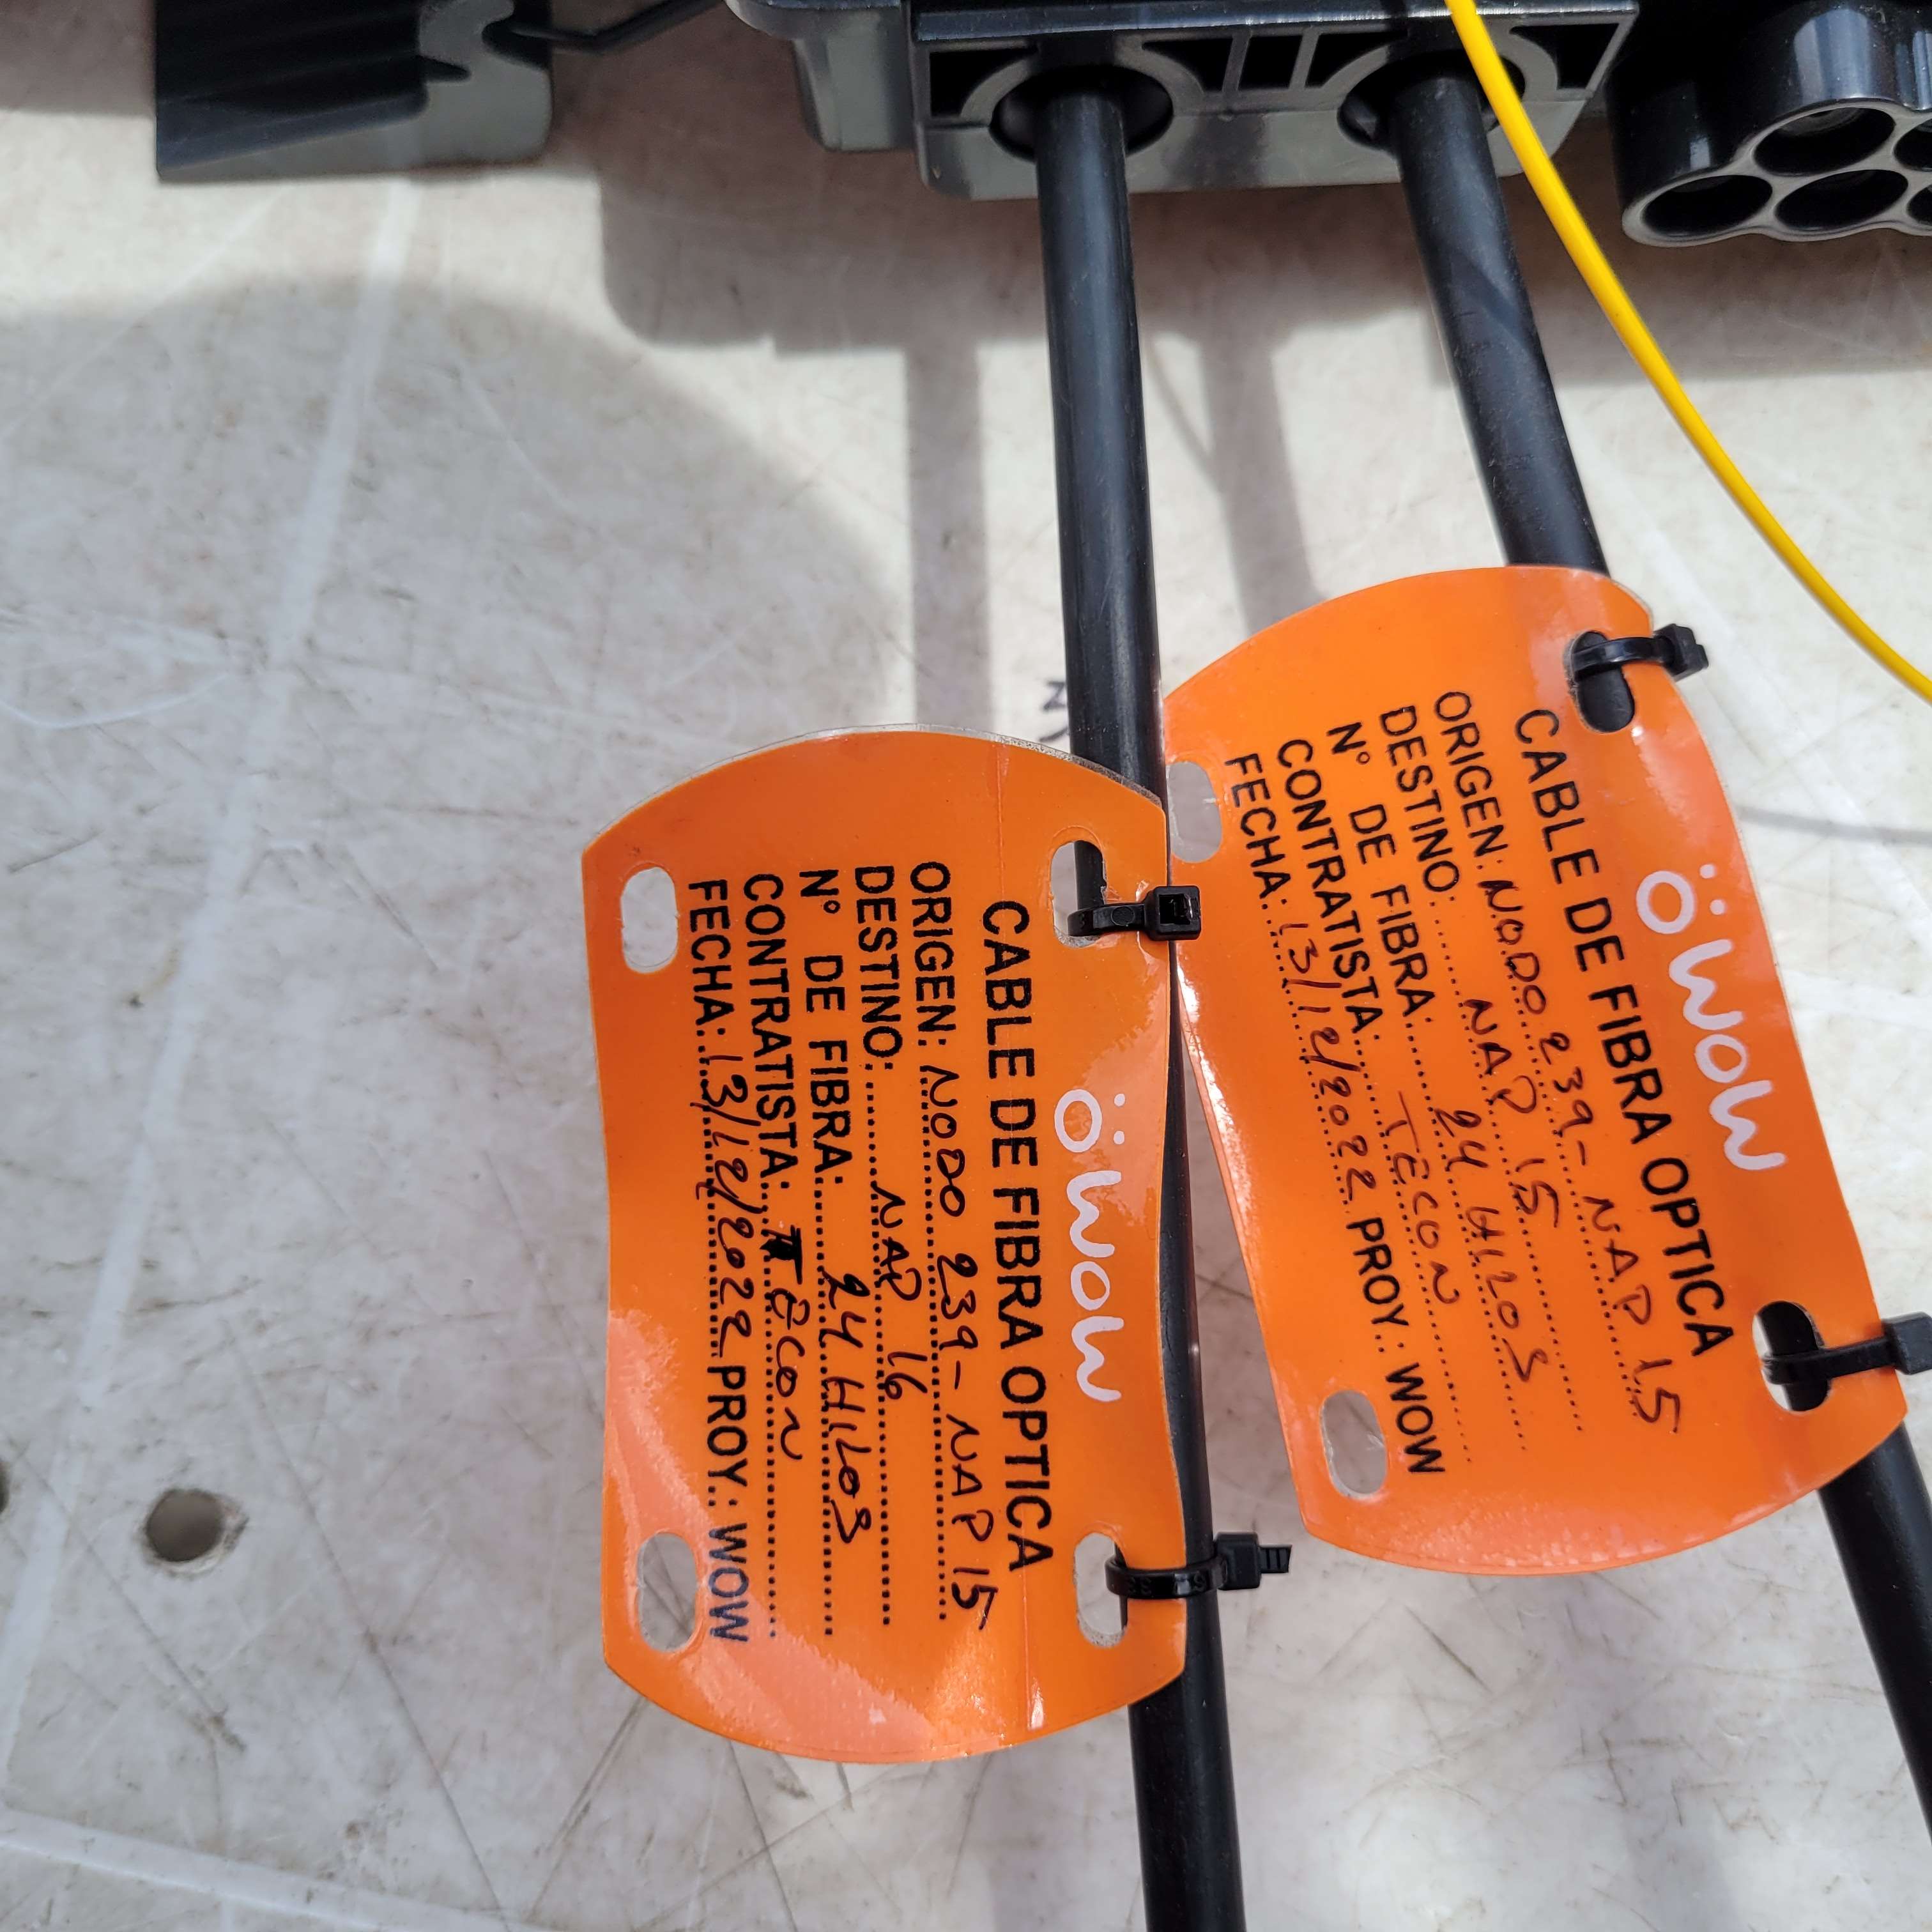 ÖWOW
CABLE DE FIBRA OPTICA
ORIGEN: NODO 239- NAP 15
DESTINO: NAP 16
N° DE FIBRA: 24 HILOS
CONTRATISTA: TECON
FECHA: 13/12/2022 PROY: WOW
ÖWOW
CABLE DE FIBRA OPTICA
ORIGEN: NODO 239- NAP 15
DESTINO: NAP 15
N° DE FIBRA: 24 HILOS
CONTRATISTA: TECON
FECHA: 13/12/2022 PROY: WOW